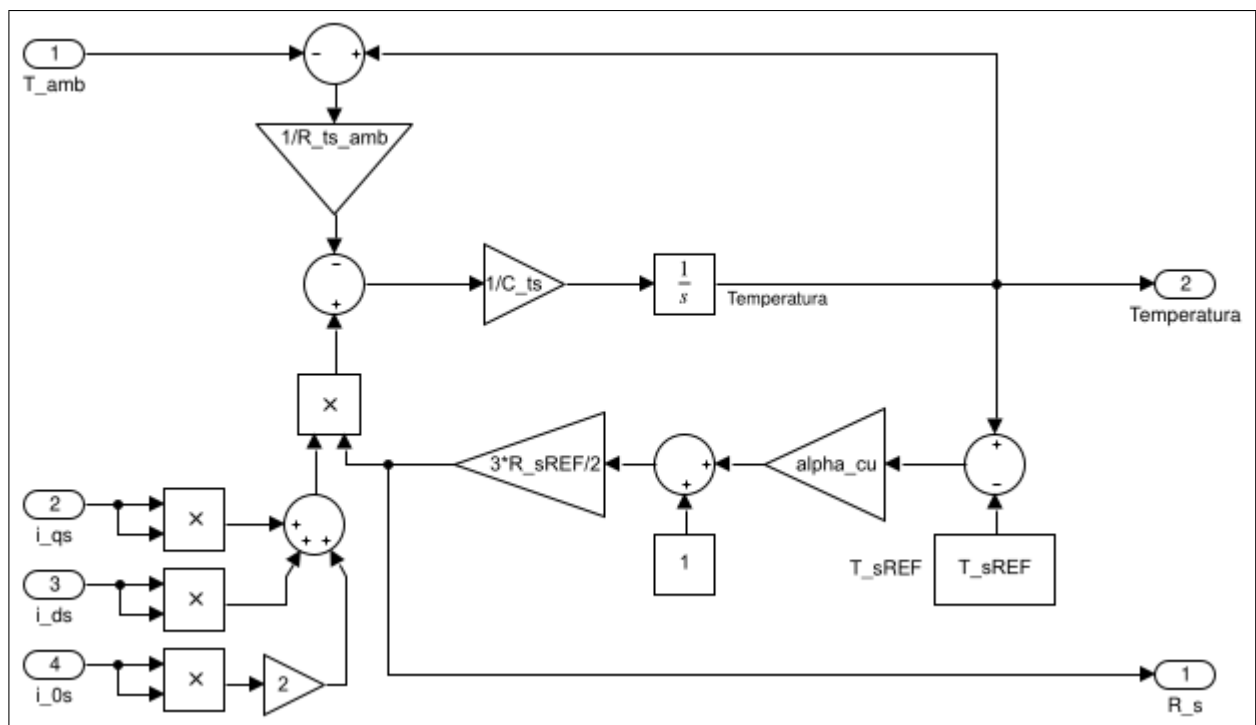 1
T_amb
-
+
1/R_ts_amb
-
+
1/C_ts
1
s
Temperatura
2
Temperatura
×
3*R_sREF/2
+
+
alpha_cu
+
-
1
T_sREF
T_sREF
2
i_qs
×
+
+ +
3
i_ds
×
4
i_0s
×
2
1
R_s